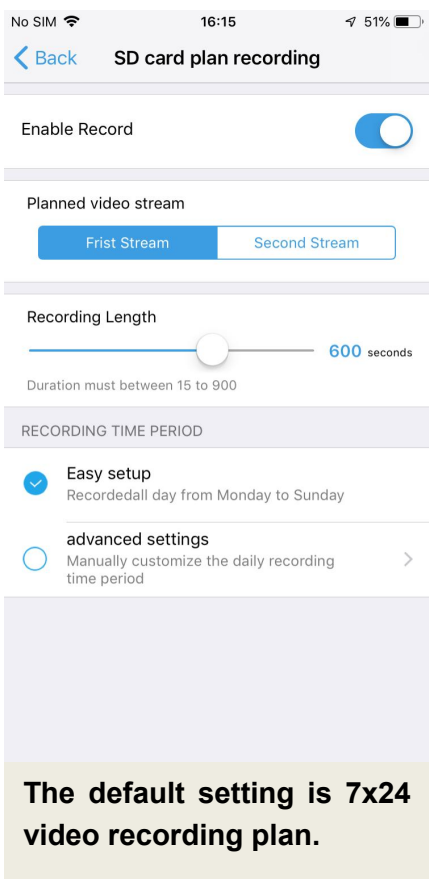 No SIM 16:15 51%
Back SD card plan recording
Enable Record
Planned video stream
Frist Stream Second Stream
Recording Length
600 seconds
Duration must between 15 to 900
RECORDING TIME PERIOD
Easy setup
Recordedall day from Monday to Sunday
advanced settings
Manually customize the daily recording
time period
The default setting is 7x24
video recording plan.